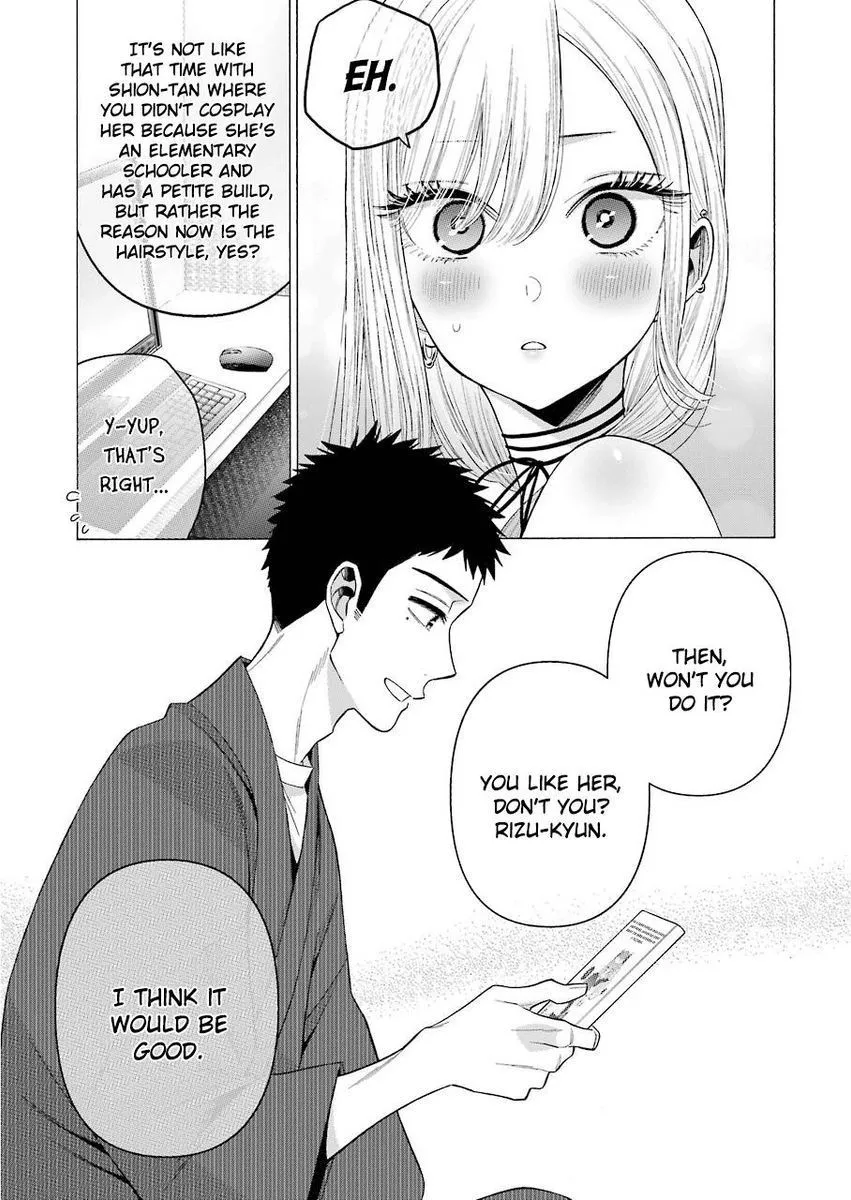 EH.
IT'S NOT LIKE
THAT TIME WITH
SHION-TAN WHERE
YOU DIDN'T COSPLAY
HER BECAUSE SHE'S
AN ELEMENTARY
SCHOOLER AND
HAS A PETITE BUILD,
BUT RATHER THE
REASON NOW IS THE
HAIRSTYLE, YES?
Y-YUP,
THAT'S
RIGHT...
THEN,
WON'T YOU
DO IT?
YOU LIKE HER,
DON'T YOU?
RIZU-KYUN.
I THINK IT
WOULD BE
GOOD.